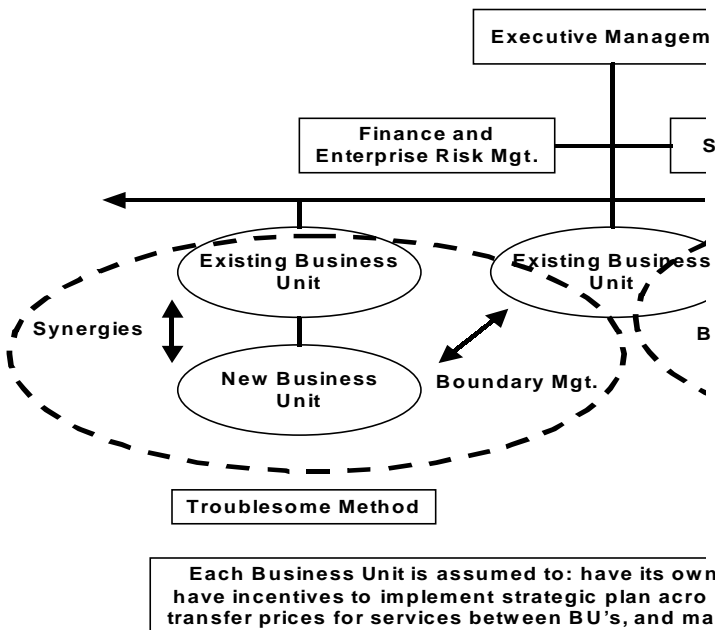 Executive Managem
Finance and
Enterprise Risk Mgt.
S
Existing Business
Unit
Existing Business
Unit
Synergies
B
New Business
Unit
Boundary Mgt.
Troublesome Method
Each Business Unit is assumed to: have its own
have incentives to implement strategic plan acro
transfer prices for services between BU's, and ma